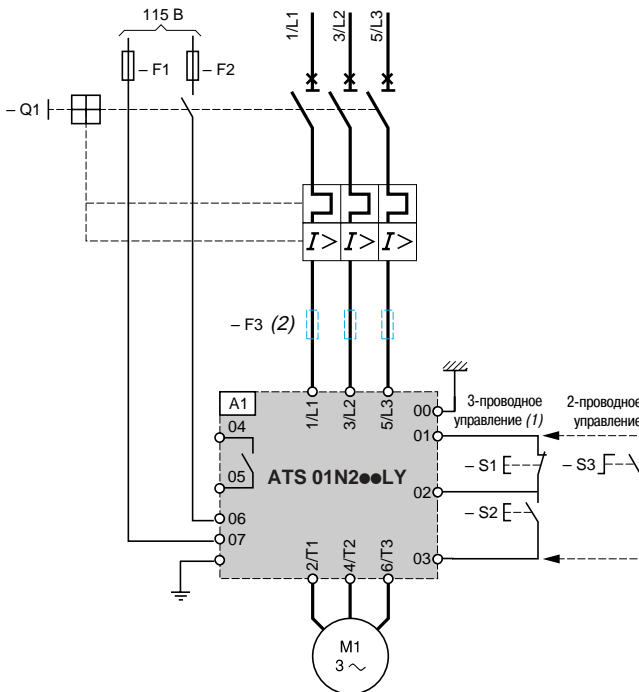 115 В
1/L1
3/L2
5/L3
– F1
– F2
– Q1
I>
I>
I>
– F3 (2)
A1
1/L1
3/L2
5/L3
00
3-проводное
управление (1)
2-проводное
управление
04
01
05
ATS 01N2●●LY
– S1
– S3
02
– S2
06
07
03
2/T1
4/T2
6/T3
M1
3 ~